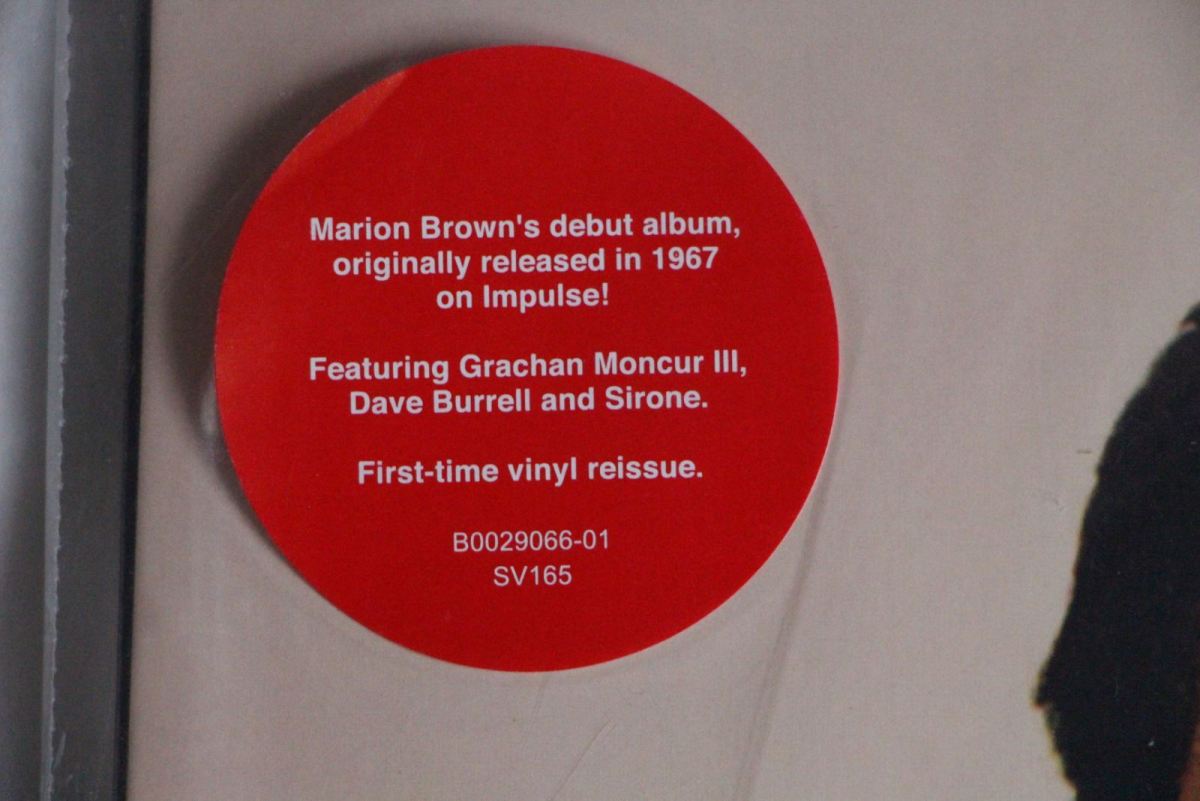 Marion Brown's debut album,
originally released in 1967
on Impulse!
Featuring Grachan Moncur III,
Dave Burrell and Sirone.
First-time vinyl reissue.
B0029066-01
SV165